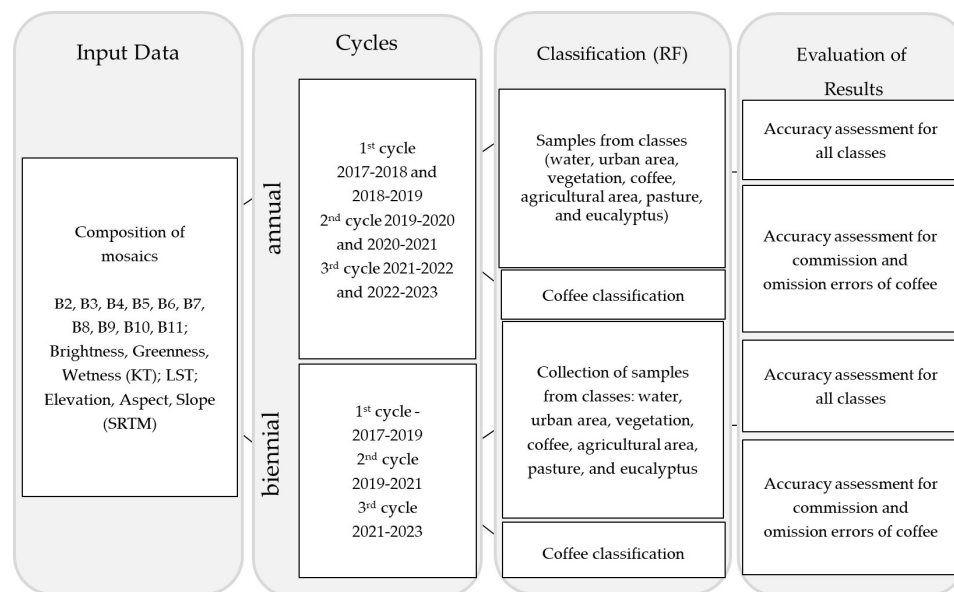 Input Data
Composition of
mosaics
B2, B3, B4, B5, B6, B7,
B8, B9, B10, B11;
Brightness, Greenness,
Wetness (KT); LST;
Elevation, Aspect, Slope
(SRTM)
Cycles
annual
1st cycle
2017-2018 and
2018-2019
2nd cycle 2019-2020
and 2020-2021
3rd cycle 2021-2022
and 2022-2023
biennial
1st cycle -
2017-2019
2nd cycle
2019-2021
3rd cycle
2021-2023
Classification (RF)
Samples from classes
(water, urban area,
vegetation, coffee,
agricultural area, pasture,
and eucalyptus)
Coffee classification
Collection of samples
from classes: water,
urban area, vegetation,
coffee, agricultural area,
pasture, and eucalyptus
Coffee classification
Evaluation of
Results
Accuracy assessment for
all classes
Accuracy assessment for
commission and
omission errors of coffee
Accuracy assessment for
all classes
Accuracy assessment for
commission and
omission errors of coffee